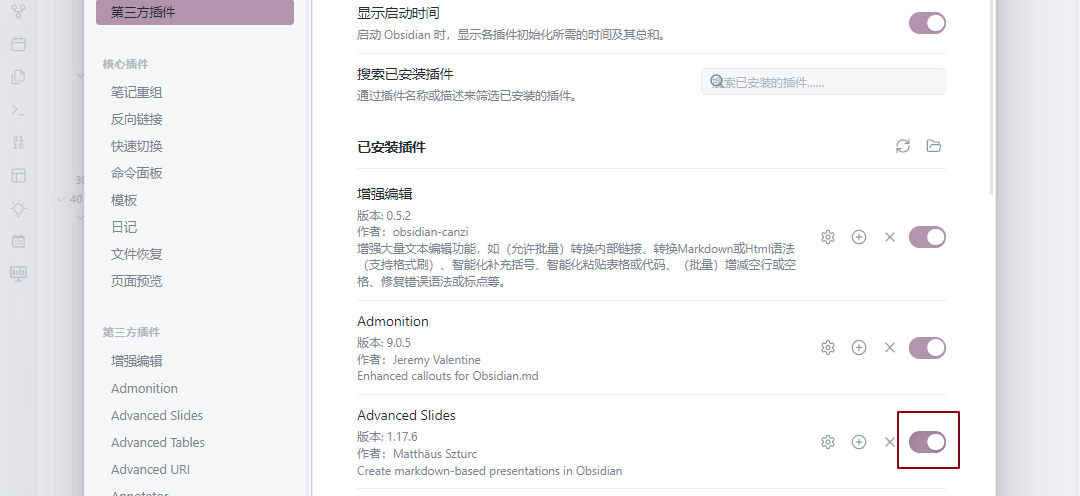 第三方插件
核心插件
笔记重组
反向链接
快速切换
命令面板
模板
日记
文件恢复
页面预览
第三方插件
增强编辑
Admonition
Advanced Slides
Advanced Tables
Advanced URI
Annotator
30
40
显示启动时间
启动 Obsidian 时，显示各插件初始化所需的时间及其总和。
搜索已安装插件
通过插件名称或描述来筛选已安装的插件。
搜索已安装的插件......
已安装插件
增强编辑
版本: 0.5.2
作者：obsidian-canzi
增强大量文本编辑功能，如（允许批量）转换内部链接、转换Markdown或Html语法
（支持格式刷）、智能化补充括号、智能化粘贴表格或代码、（批量）增减空行或空
格、修复错误语法或标点等。
Admonition
版本: 9.0.5
作者：Jeremy Valentine
Enhanced callouts for Obsidian.md
Advanced Slides
版本: 1.17.6
作者：Matthäus Szturc
Create markdown-based presentations in Obsidian